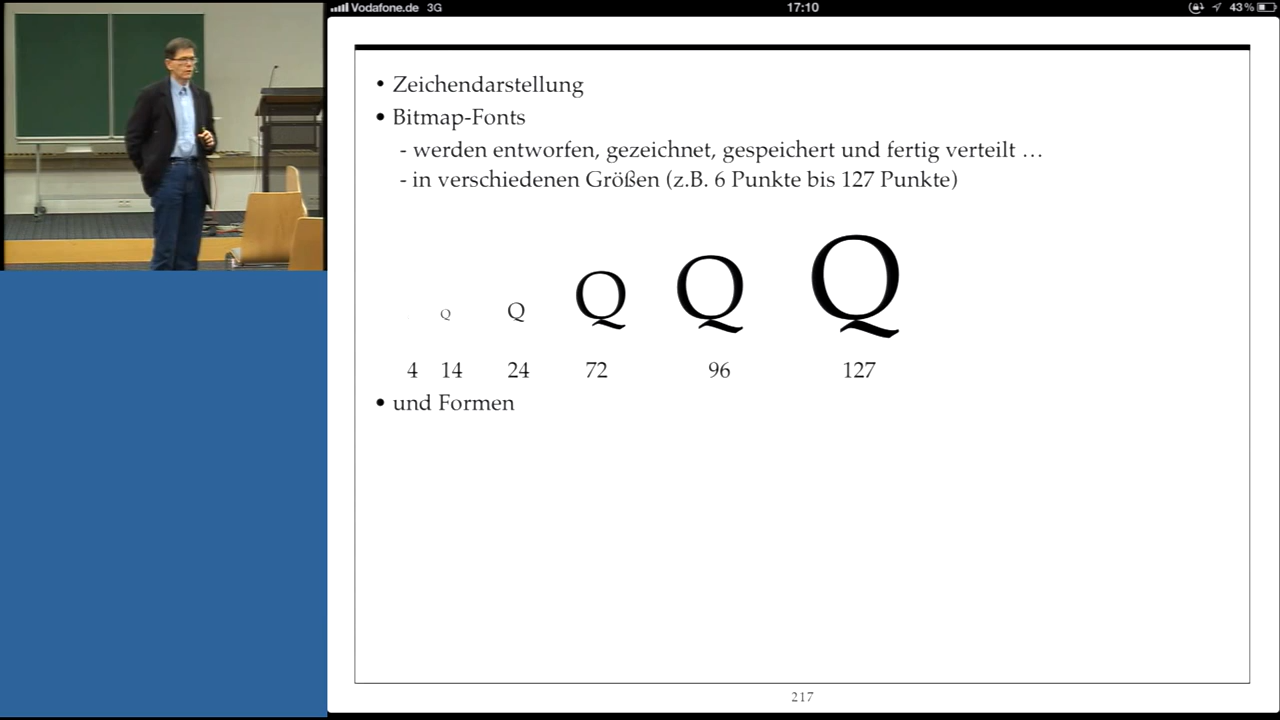 Vodafone.de 3G 17:10 43 %
• Zeichendarstellung
• Bitmap-Fonts
- werden entworfen, gezeichnet, gespeichert und fertig verteilt …
- in verschiedenen Größen (z.B. 6 Punkte bis 127 Punkte)
Q Q Q Q Q
4 14 24 72 96 127
• und Formen
217